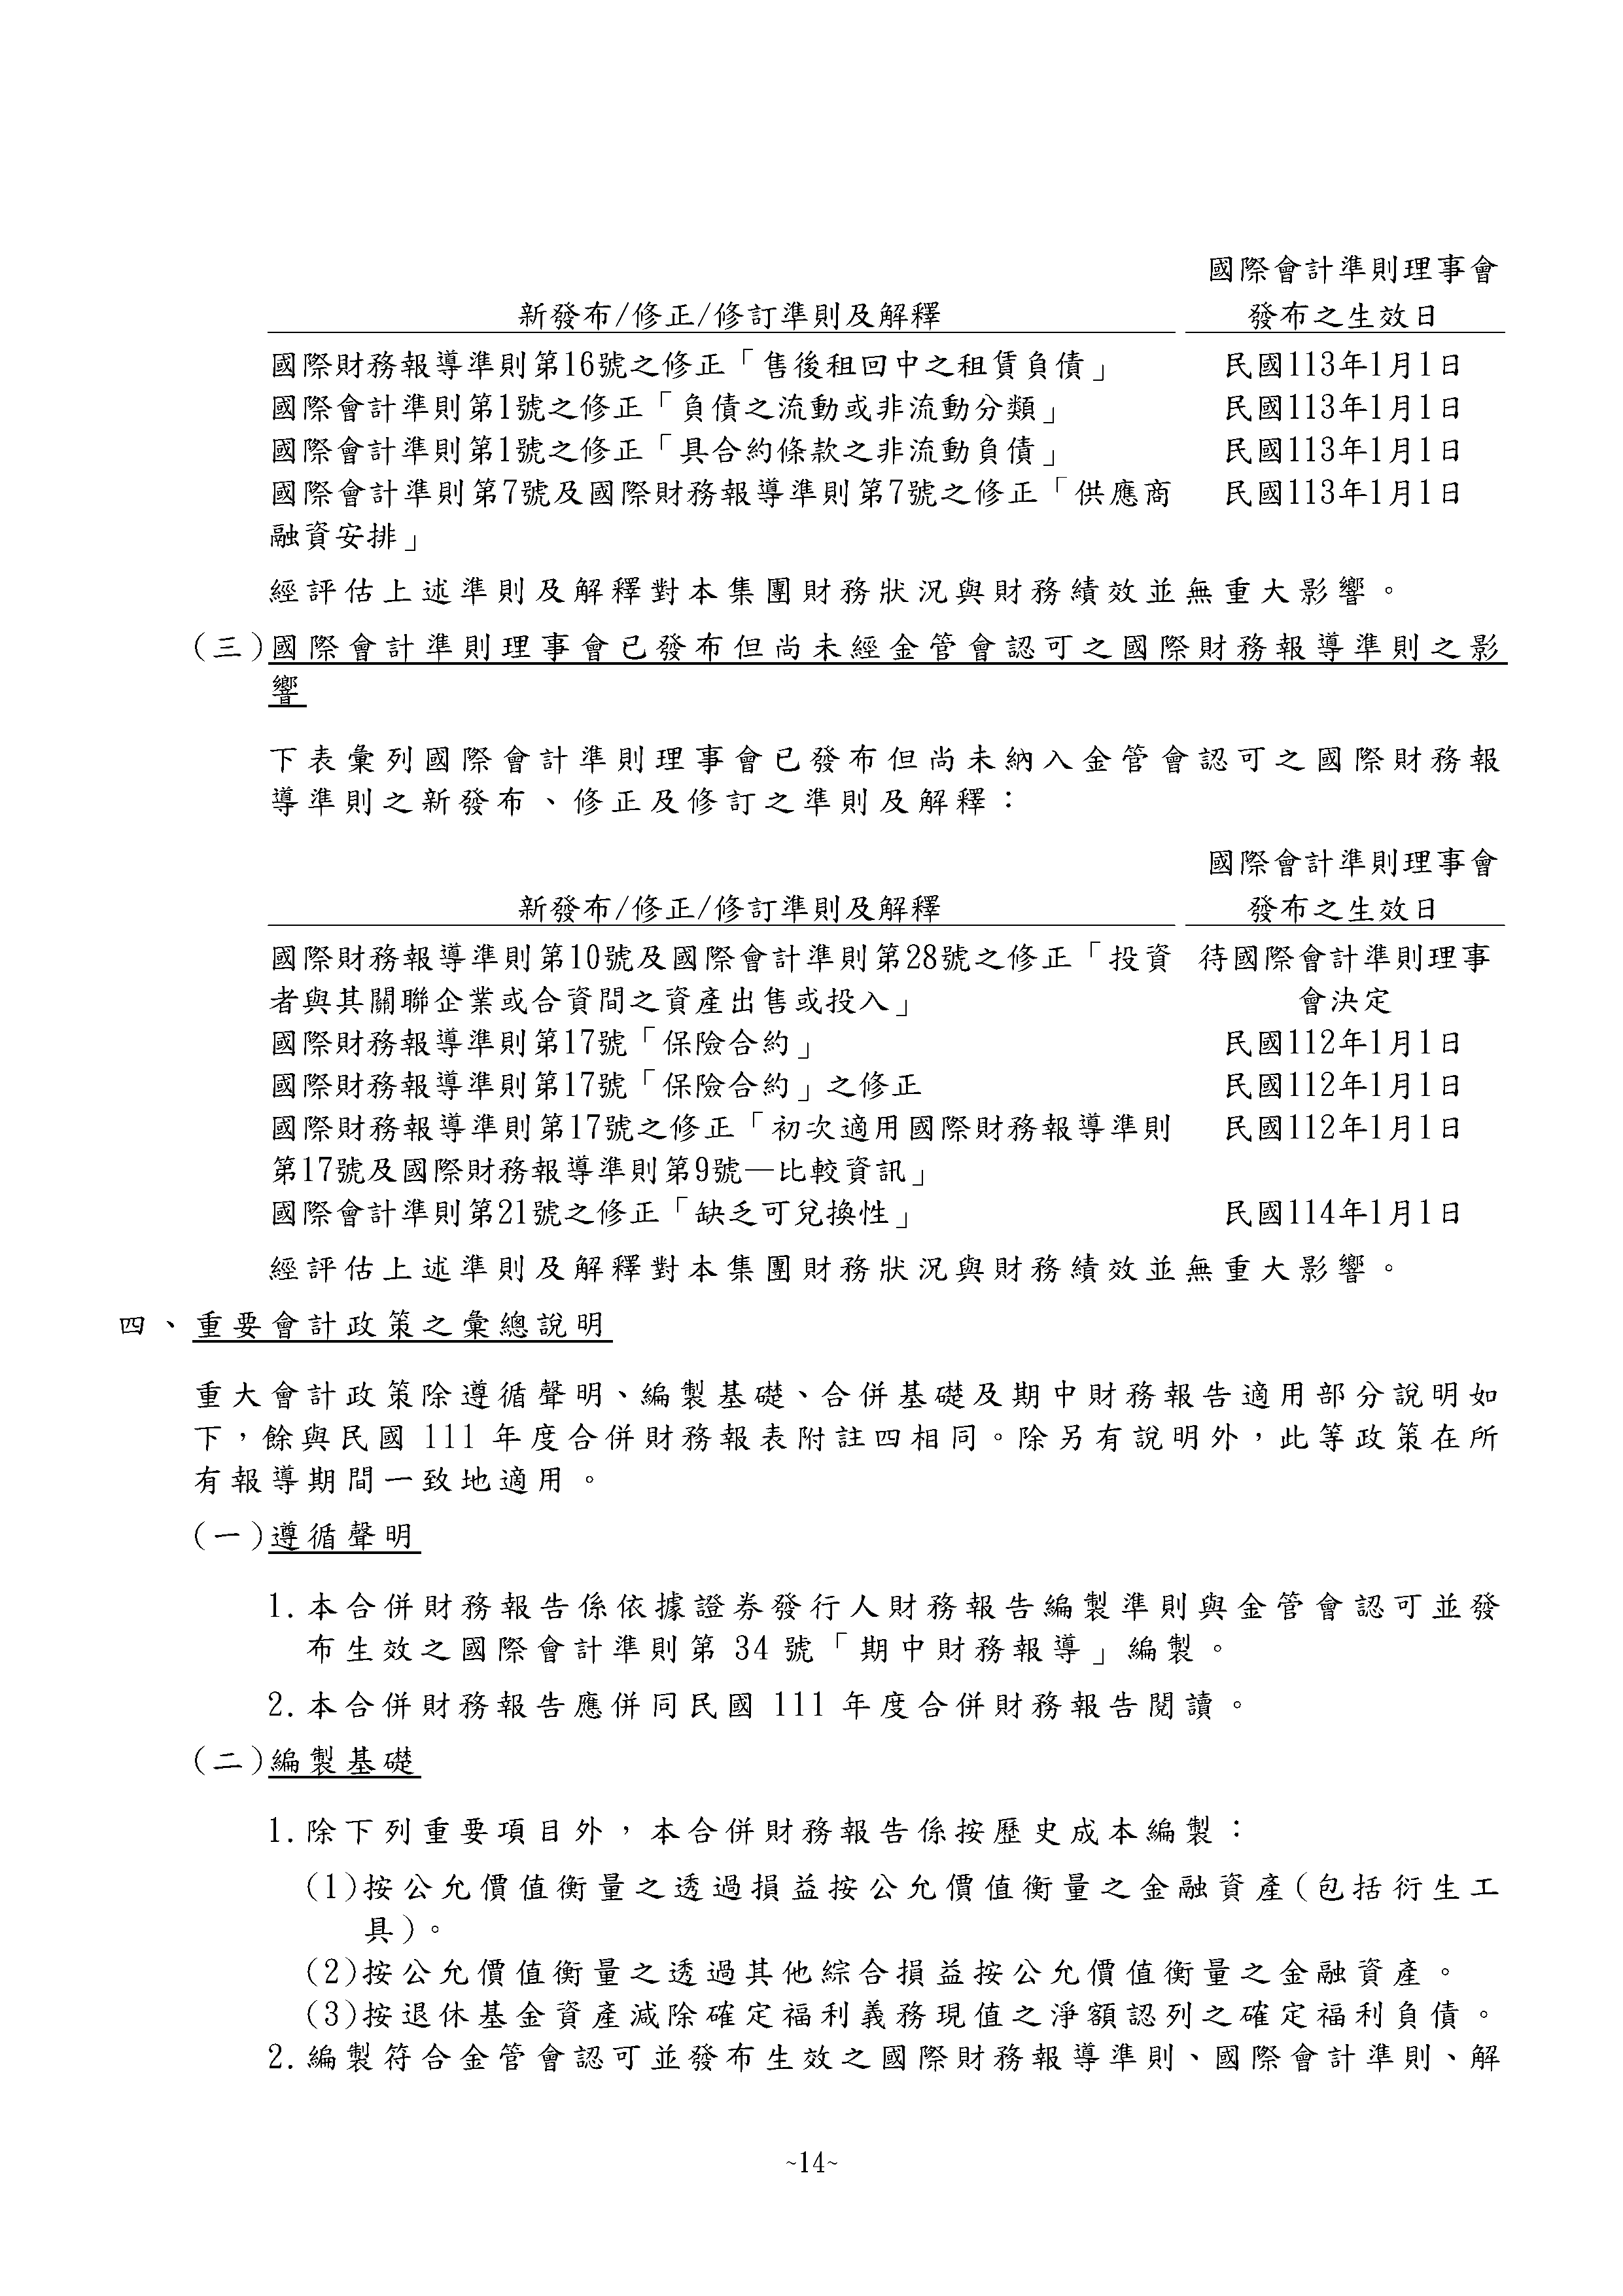 國際會計準則理事會
新發布/修正/修訂準則及解釋 發布之生效日
國際財務報導準則第16號之修正「售後租回中之租賃負債」 民國113年1月1日
國際會計準則第1號之修正「負債之流動或非流動分類」 民國113年1月1日
國際會計準則第1號之修正「具合約條款之非流動負債」 民國113年1月1日
國際會計準則第7號及國際財務報導準則第7號之修正「供應商 民國113年1月1日
融資安排」
經評估上述準則及解釋對本集團財務狀況與財務績效並無重大影響。
(三)國際會計準則理事會已發布但尚未經金管會認可之國際財務報導準則之影
響
下表彙列國際會計準則理事會已發布但尚未納入金管會認可之國際財務報
導準則之新發布、修正及修訂之準則及解釋：
國際會計準則理事會
新發布/修正/修訂準則及解釋 發布之生效日
國際財務報導準則第10號及國際會計準則第28號之修正「投資 待國際會計準則理事
者與其關聯企業或合資間之資產出售或投入」 會決定
國際財務報導準則第17號「保險合約」 民國112年1月1日
國際財務報導準則第17號「保險合約」之修正 民國112年1月1日
國際財務報導準則第17號之修正「初次適用國際財務報導準則 民國112年1月1日
第17號及國際財務報導準則第9號—比較資訊」
國際會計準則第21號之修正「缺乏可兌換性」 民國114年1月1日
經評估上述準則及解釋對本集團財務狀況與財務績效並無重大影響。
四、重要會計政策之彙總說明
重大會計政策除遵循聲明、編製基礎、合併基礎及期中財務報告適用部分說明如
下，餘與民國 111 年度合併財務報表附註四相同。除另有說明外，此等政策在所
有報導期間一致地適用。
(一)遵循聲明
1.本合併財務報告係依據證券發行人財務報告編製準則與金管會認可並發
布生效之國際會計準則第 34 號「期中財務報導」編製。
2.本合併財務報告應併同民國 111 年度合併財務報告閱讀。
(二)編製基礎
1.除下列重要項目外，本合併財務報告係按歷史成本編製：
(1)按公允價值衡量之透過損益按公允價值衡量之金融資產(包括衍生工
具)。
(2)按公允價值衡量之透過其他綜合損益按公允價值衡量之金融資產。
(3)按退休基金資產減除確定福利義務現值之淨額認列之確定福利負債。
2.編製符合金管會認可並發布生效之國際財務報導準則、國際會計準則、解
~14~